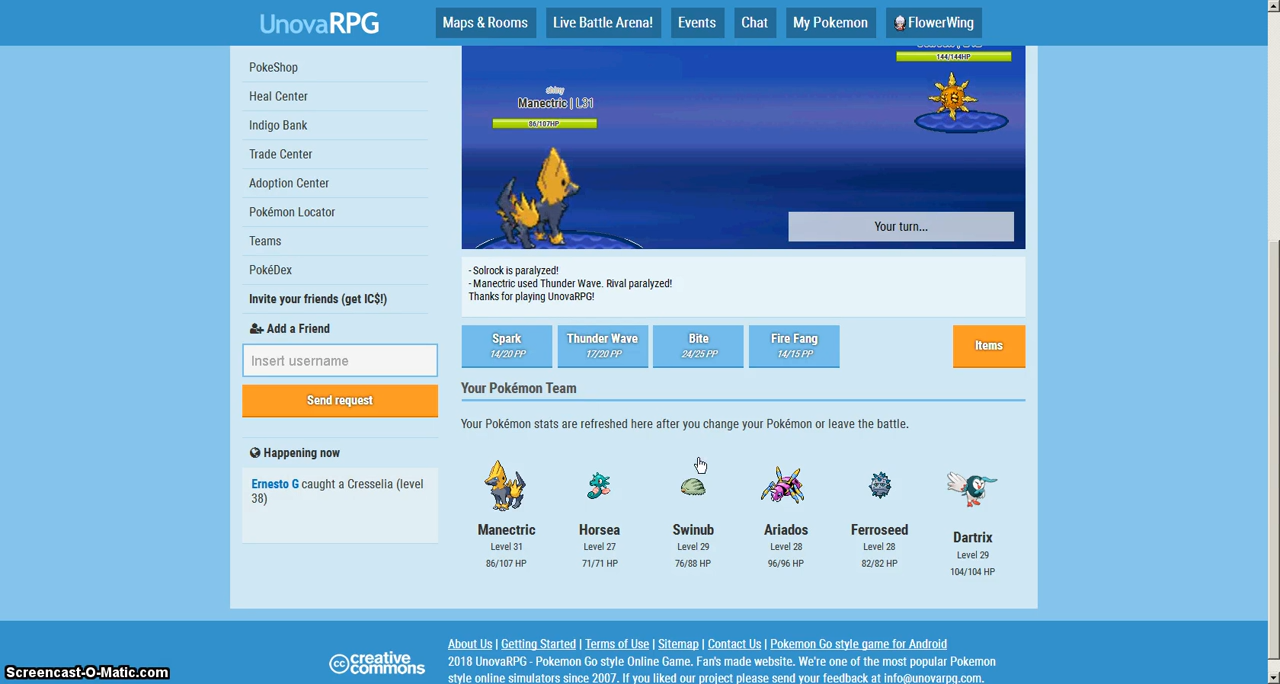 UnovaRPG
Maps & Rooms
Live Battle Arena!
Events
Chat
My Pokemon
FlowerWing
PokeShop
Heal Center
Indigo Bank
Trade Center
Adoption Center
Pokémon Locator
Teams
PokéDex
Invite your friends (get IC$!)
Add a Friend
Insert username
Send request
Happening now
Ernesto G caught a Cresselia (level
38)
144/144HP
shiny
Manectric | L31
86/107HP
Your turn...
- Solrock is paralyzed!
- Manectric used Thunder Wave. Rival paralyzed!
Thanks for playing UnovaRPG!
Spark
14/20 PP
Thunder Wave
17/20 PP
Bite
24/25 PP
Fire Fang
14/15 PP
Items
Your Pokémon Team
Your Pokémon stats are refreshed here after you change your Pokémon or leave the battle.
Manectric
Level 31
86/107 HP
Horsea
Level 27
71/71 HP
Swinub
Level 29
76/88 HP
Ariados
Level 28
96/96 HP
Ferroseed
Level 28
82/82 HP
Dartrix
Level 29
104/104 HP
cc creative
commons
About Us | Getting Started | Terms of Use | Sitemap | Contact Us | Pokemon Go style game for Android
2018 UnovaRPG - Pokemon Go style Online Game. Fan's made website. We're one of the most popular Pokemon
style online simulators since 2007. If you liked our project please send your feedback at info@unovarpg.com.
Screencast-O-Matic.com